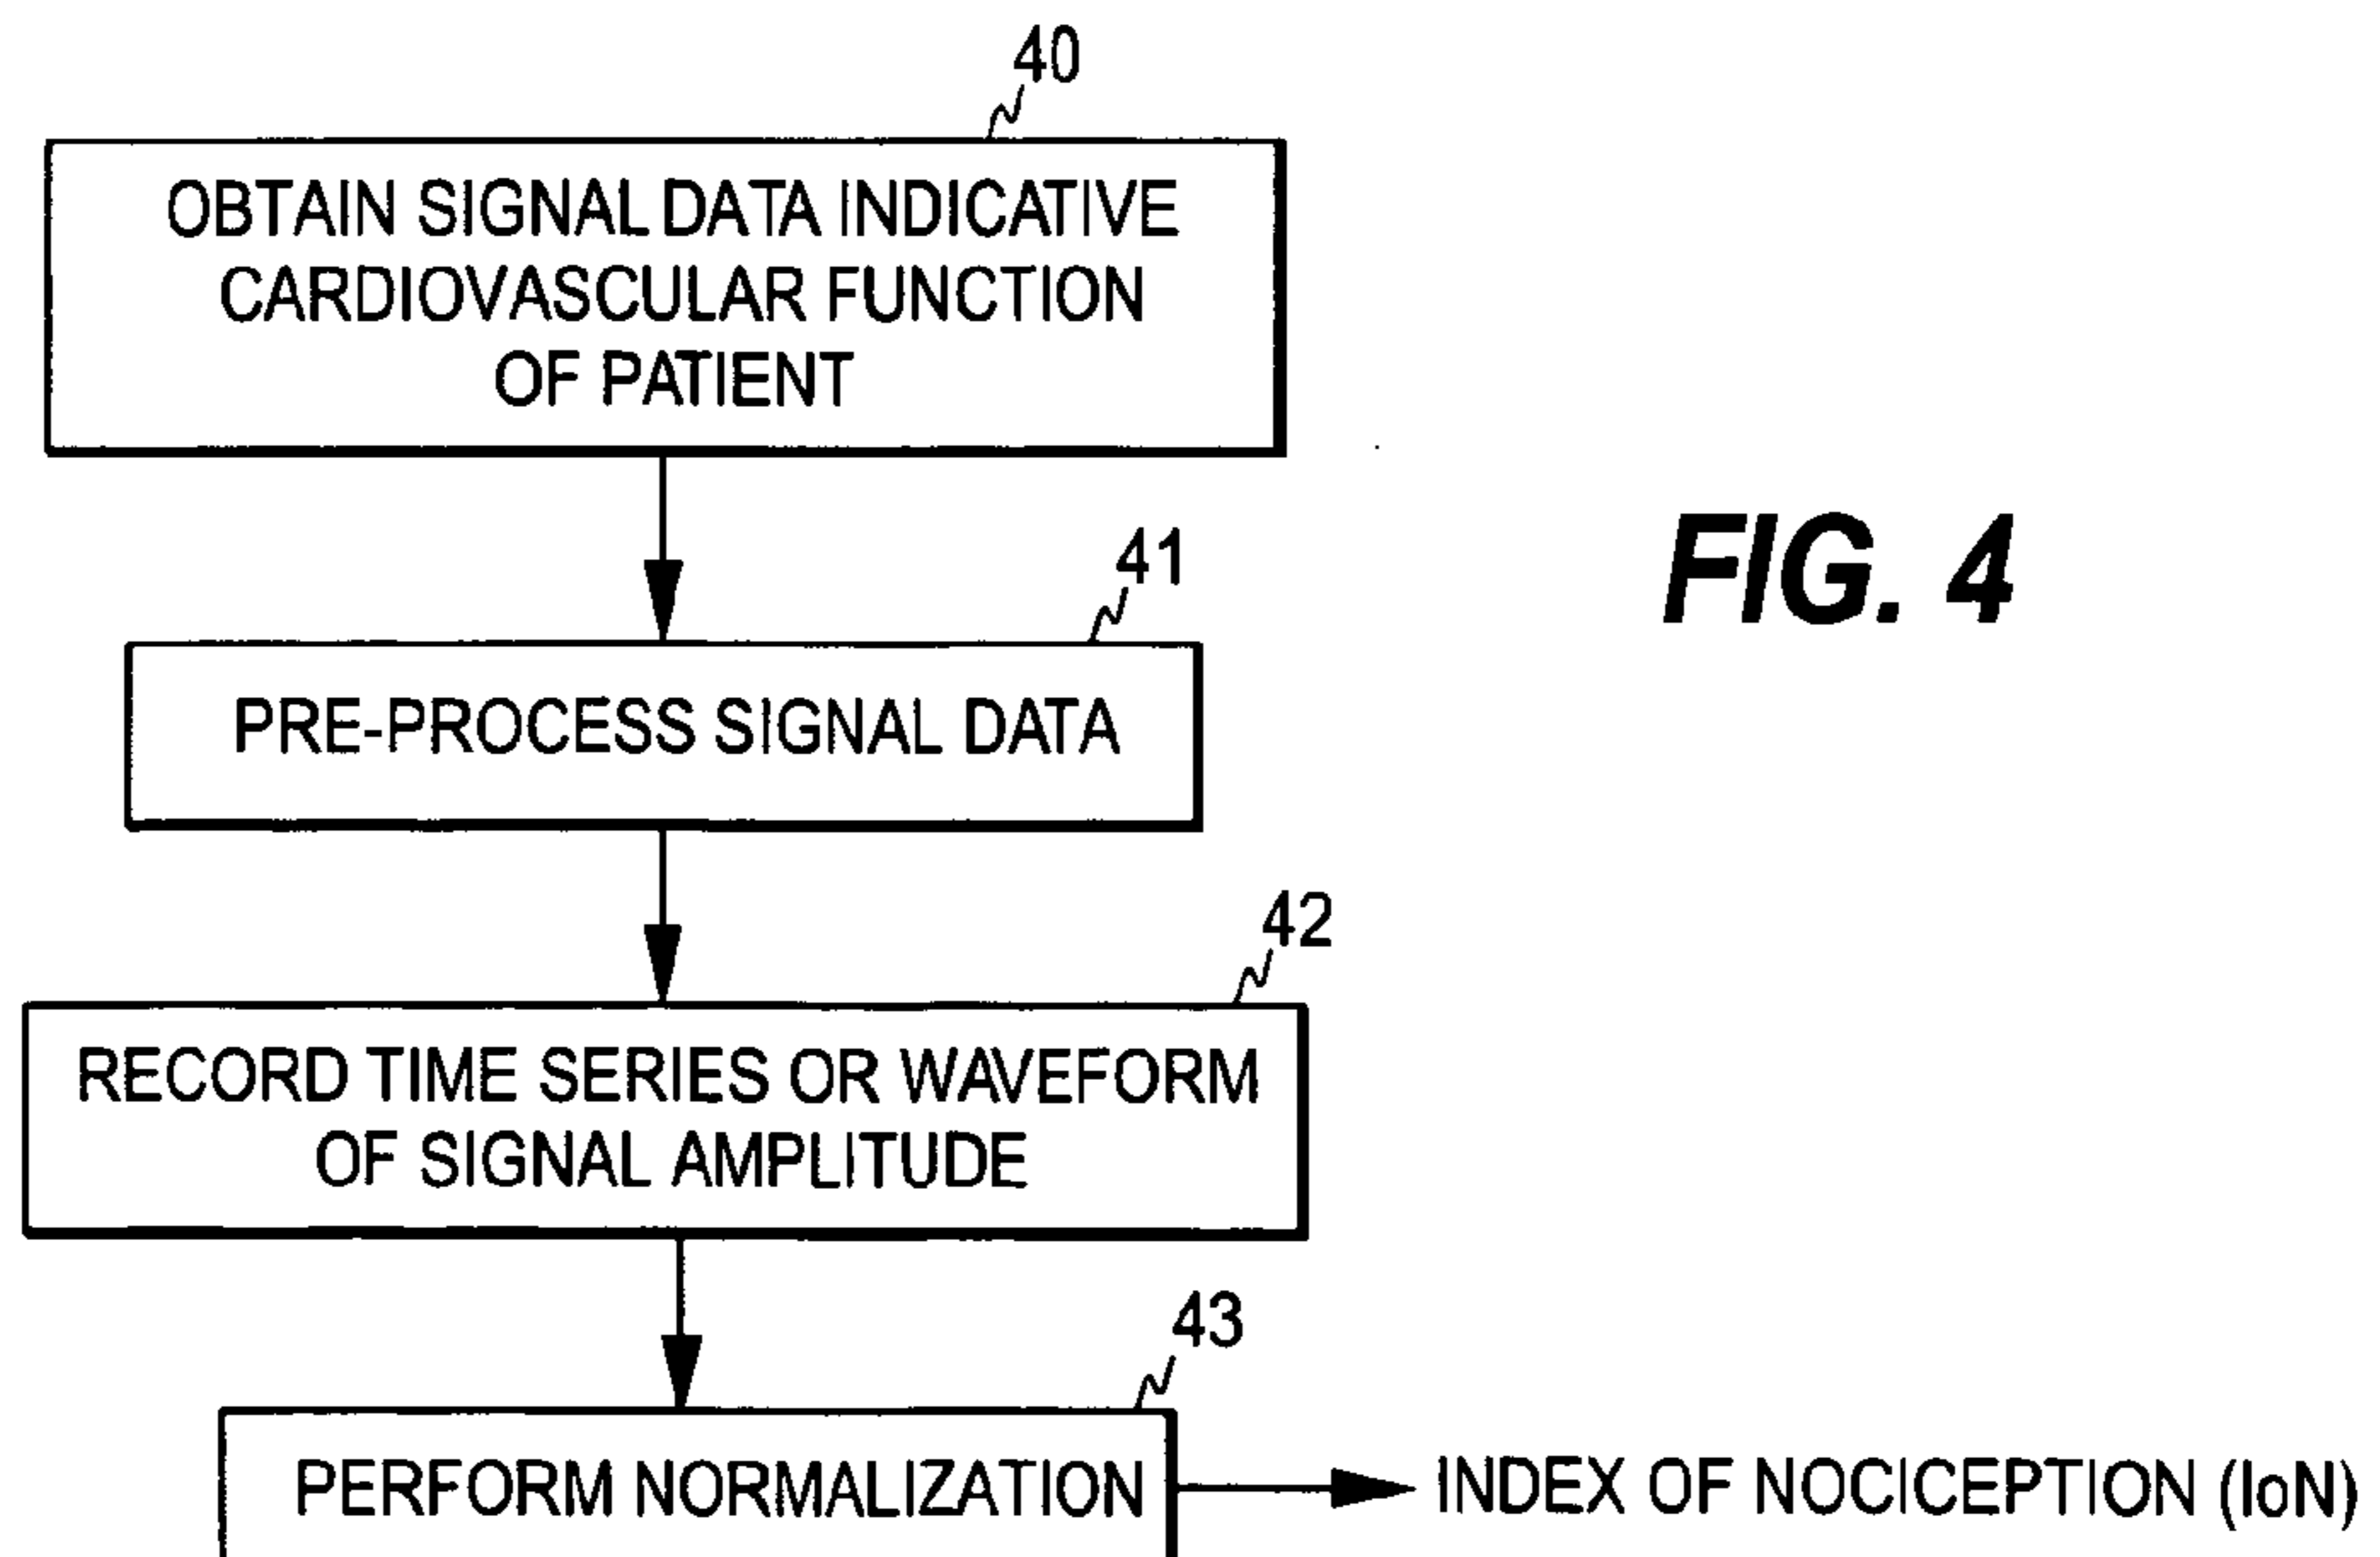 40
OBTAIN SIGNAL DATA INDICATIVE
CARDIOVASCULAR FUNCTION
OF PATIENT
FIG. 4
41
PRE-PROCESS SIGNAL DATA
42
RECORD TIME SERIES OR WAVEFORM
OF SIGNAL AMPLITUDE
43
PERFORM NORMALIZATION
INDEX OF NOCICEPTION (IoN)